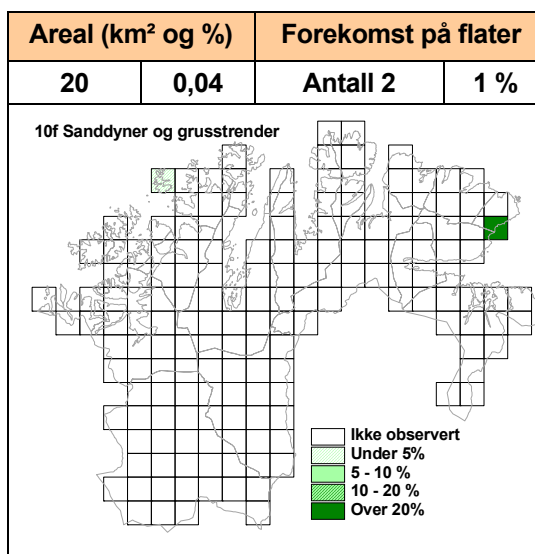 Areal (km² og %) Forekomst på flater
20 0,04 Antall 2 1 %
10f Sanddyner og grusstrender
Ikke observert
Under 5%
5 - 10 %
10 - 20 %
Over 20%